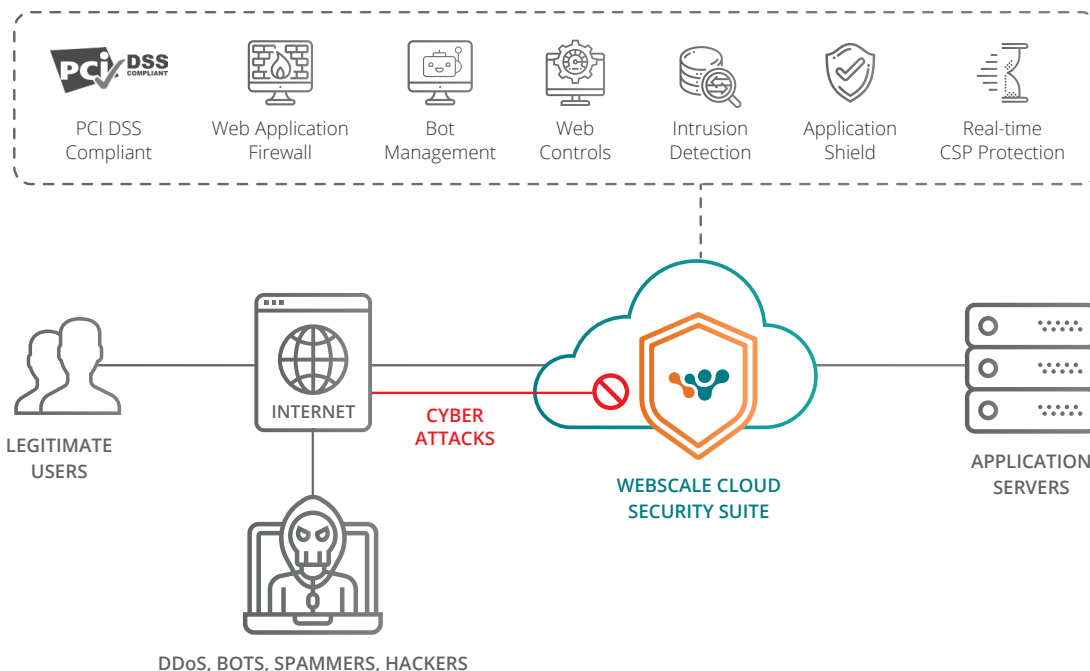 PCI DSS
COMPLIANT
PCI DSS
Compliant
Web Application
Firewall
Bot
Management
Web
Controls
Intrusion
Detection
Application
Shield
Real-time
CSP Protection
INTERNET
CYBER
ATTACKS
LEGITIMATE
USERS
WEBSCALE CLOUD
SECURITY SUITE
APPLICATION
SERVERS
DDoS, BOTS, SPAMMERS, HACKERS